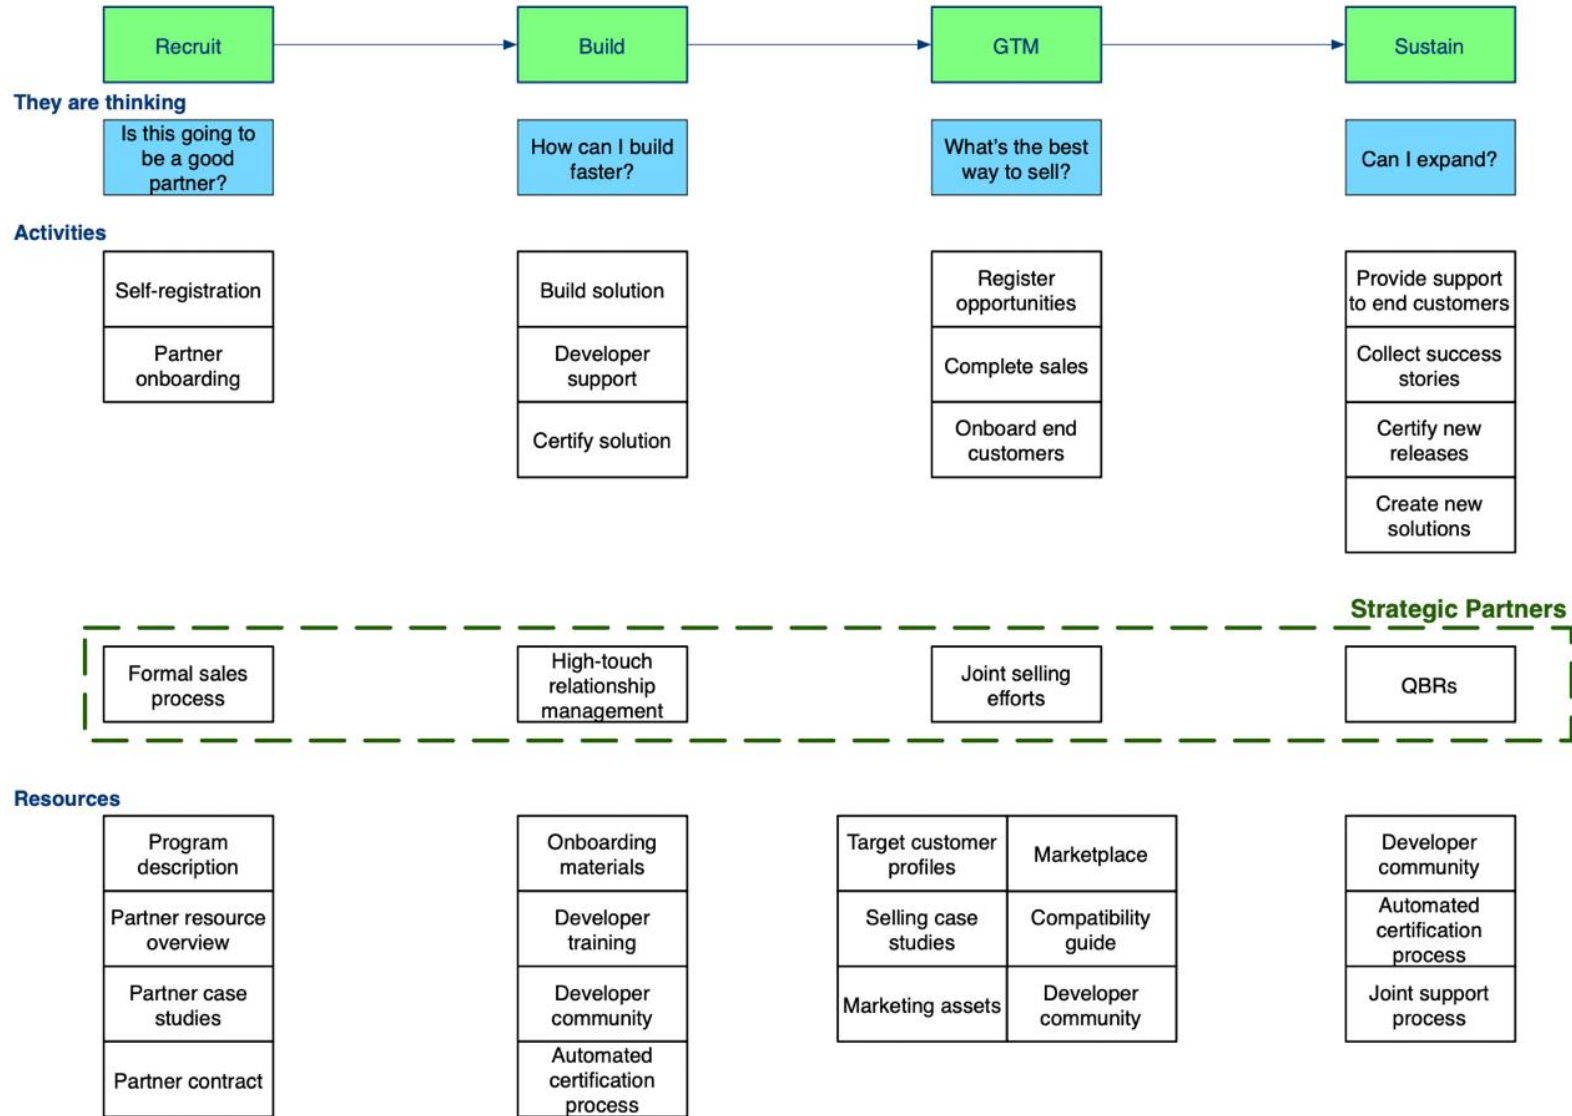 Recruit
Build
GTM
Sustain
They are thinking
Is this going to
be a good
partner?
How can I build
faster?
What's the best
way to sell?
Can I expand?
Activities
Self-registration
Partner
onboarding
Build solution
Developer
support
Certify solution
Register
opportunities
Complete sales
Onboard end
customers
Provide support
to end customers
Collect success
stories
Certify new
releases
Create new
solutions
Strategic Partners
Formal sales
process
High-touch
relationship
management
Joint selling
efforts
QBRs
Resources
Program
description
Partner resource
overview
Partner case
studies
Partner contract
Onboarding
materials
Developer
training
Developer
community
Automated
certification
process
Target customer
profiles
Marketplace
Selling case
studies
Compatibility
guide
Marketing assets
Developer
community
Developer
community
Automated
certification
process
Joint support
process